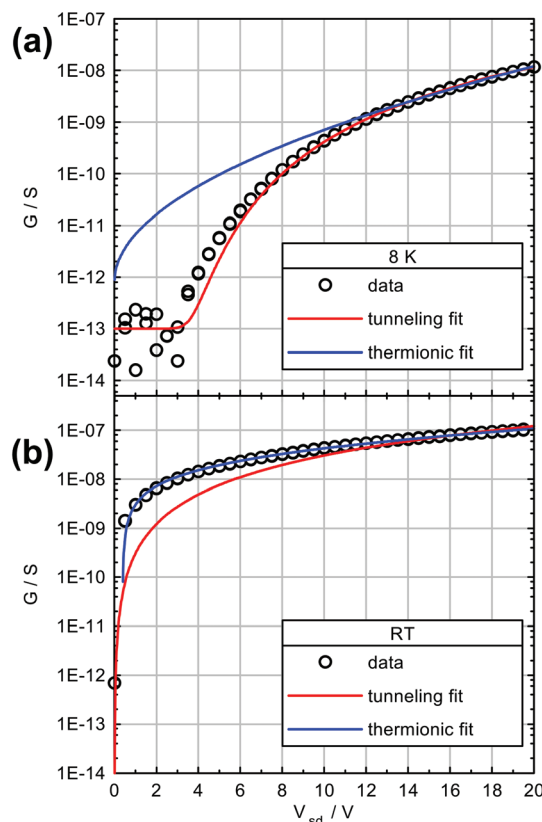 (a)
1E-07
1E-08
1E-09
1E-10
1E-11
1E-12
1E-13
1E-14
G / S
8 K
data
tunneling fit
thermionic fit
(b)
1E-07
1E-08
1E-09
1E-10
1E-11
1E-12
1E-13
1E-14
G / S
RT
data
tunneling fit
thermionic fit
0 2 4 6 8 10 12 14 16 18 20
V_sd / V